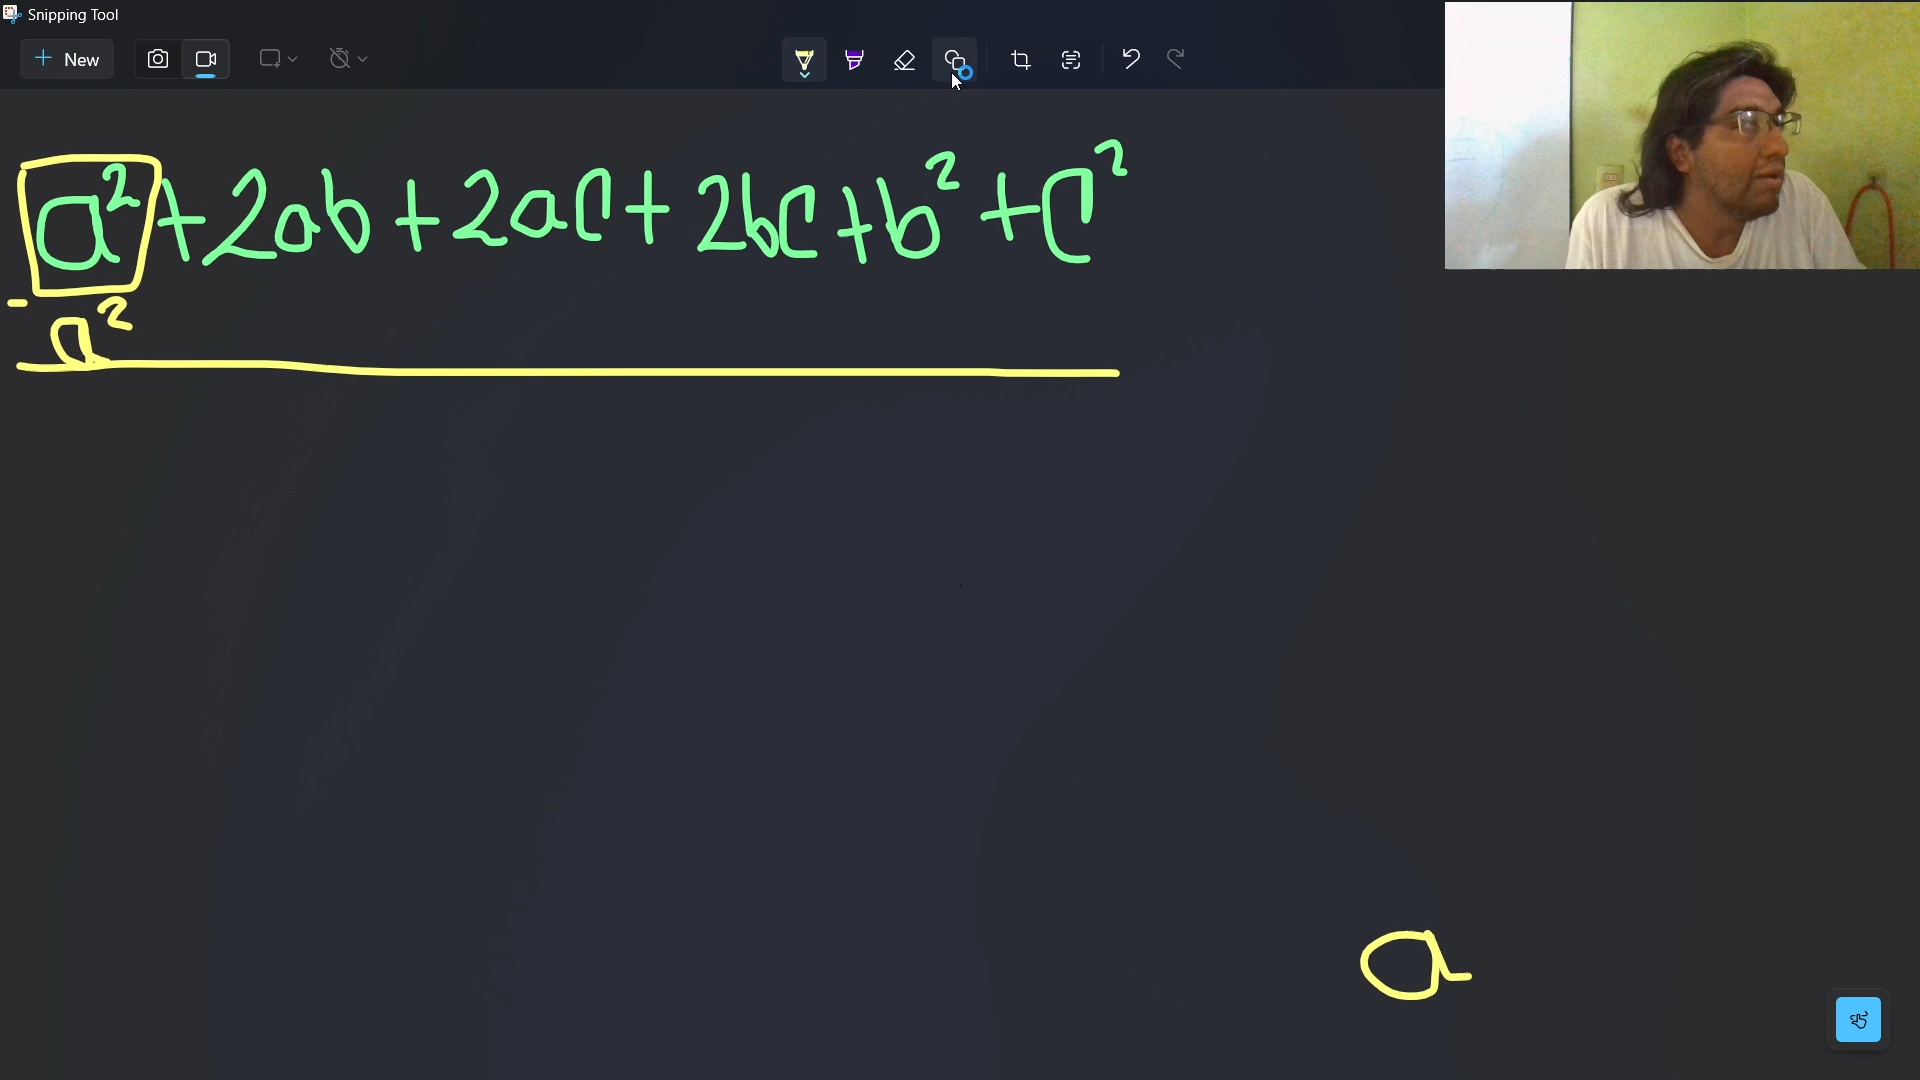 Snipping Tool
New
a² + 2ab + 2ac + 2bc + b² + c²
- a²
a